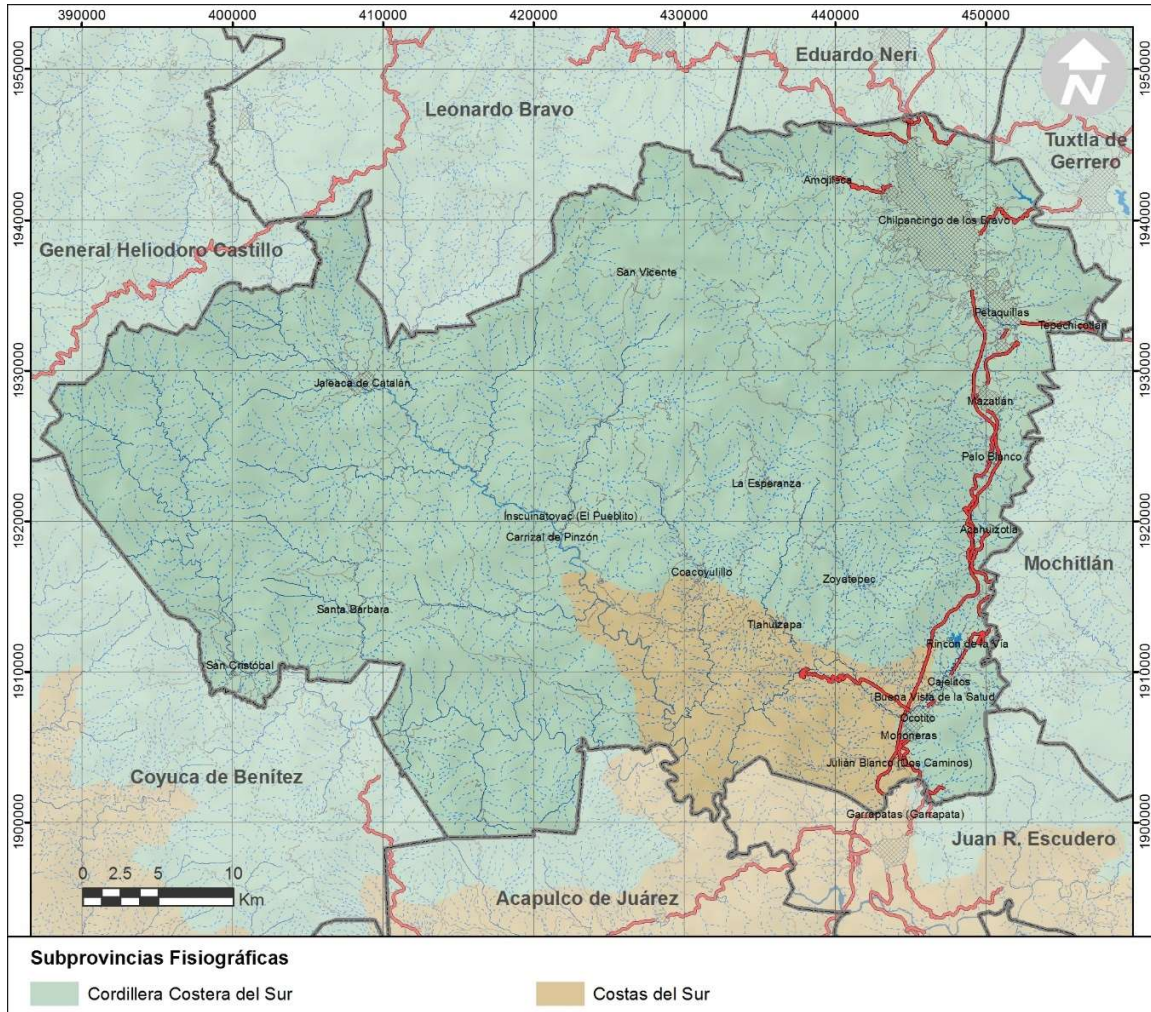 390000
400000
410000
420000
430000
440000
450000
1950000
1950000
Eduardo Neri
N
Leonardo Bravo
Tuxtla de
Gerrero
Amojileca
1940000
1940000
Chilpancingo de los Bravo
General Heliodoro Castillo
San Vicente
Petaquillas
Tepechicotlán
1930000
1930000
Jaleaca de Catalán
Mazatlán
Palo Blanco
La Esperanza
1920000
1920000
Inscuinatoyac (El Pueblito)
Acahuizotla
Carrizal de Pinzón
Mochitlán
Coacoyulillo
Zoyatepec
Santa Bárbara
Tlahuizapa
Rincón de la Vía
San Cristóbal
1910000
1910000
Cajelitos
Buena Vista de la Salud
Ocotito
Mohoneras
Coyuca de Benítez
Julián Blanco (Dos Caminos)
1900000
1900000
Garrapatas (Garrapata)
Juan R. Escudero
0 2.5 5 10
Km
Acapulco de Juárez
Subprovincias Fisiográficas
Cordillera Costera del Sur
Costas del Sur